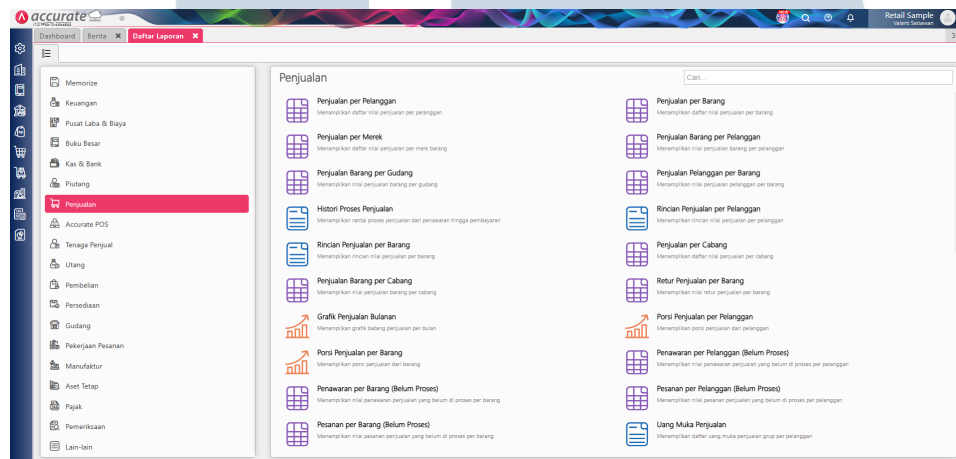 accurate
Retail Sample
Valent Setiawan
Dashboard
Berita
Daftar Laporan
3
Memorize
Keuangan
Pusat Laba & Biaya
Buku Besar
Kas & Bank
Piutang
Penjualan
Accurate POS
Tenaga Penjual
Utang
Pembelian
Persediaan
Gudang
Pekerjaan Pesanan
Manufaktur
Aset Tetap
Pajak
Pemeriksaan
Lain-lain
Penjualan
Cari...
Penjualan per Pelanggan
Menampilkan daftar nilai penjualan per pelanggan
Penjualan per Barang
Menampilkan daftar nilai penjualan per barang
Penjualan per Merek
Menampilkan daftar nilai penjualan per merk barang
Penjualan Barang per Pelanggan
Menampilkan nilai penjualan barang per pelanggan
Penjualan Barang per Gudang
Menampilkan nilai penjualan barang per gudang
Penjualan Pelanggan per Barang
Menampilkan nilai penjualan pelanggan per barang
Histori Proses Penjualan
Menampilkan rantai proses penjualan dari penawaran hingga pembayaran
Rincian Penjualan per Pelanggan
Menampilkan rincian nilai penjualan per pelanggan
Rincian Penjualan per Barang
Menampilkan rincian nilai penjualan per barang
Penjualan per Cabang
Menampilkan daftar nilai penjualan per cabang
Penjualan Barang per Cabang
Menampilkan nilai penjualan barang per cabang
Retur Penjualan per Barang
Menampilkan nilai retur penjualan per barang
Grafik Penjualan Bulanan
Menampilkan grafik batang penjualan per bulan
Porsi Penjualan per Pelanggan
Menampilkan porsi penjualan dari pelanggan
Porsi Penjualan per Barang
Menampilkan porsi penjualan dari barang
Penawaran per Pelanggan (Belum Proses)
Menampilkan nilai penawaran penjualan yang belum di proses per pelanggan
Penawaran per Barang (Belum Proses)
Menampilkan nilai penawaran penjualan yang belum di proses per barang
Pesanan per Pelanggan (Belum Proses)
Menampilkan nilai pesanan penjualan yang belum di proses per pelanggan
Pesanan per Barang (Belum Proses)
Menampilkan nilai pesanan penjualan yang belum di proses per barang
Uang Muka Penjualan
Menampilkan daftar uang muka penjualan grup per pelanggan